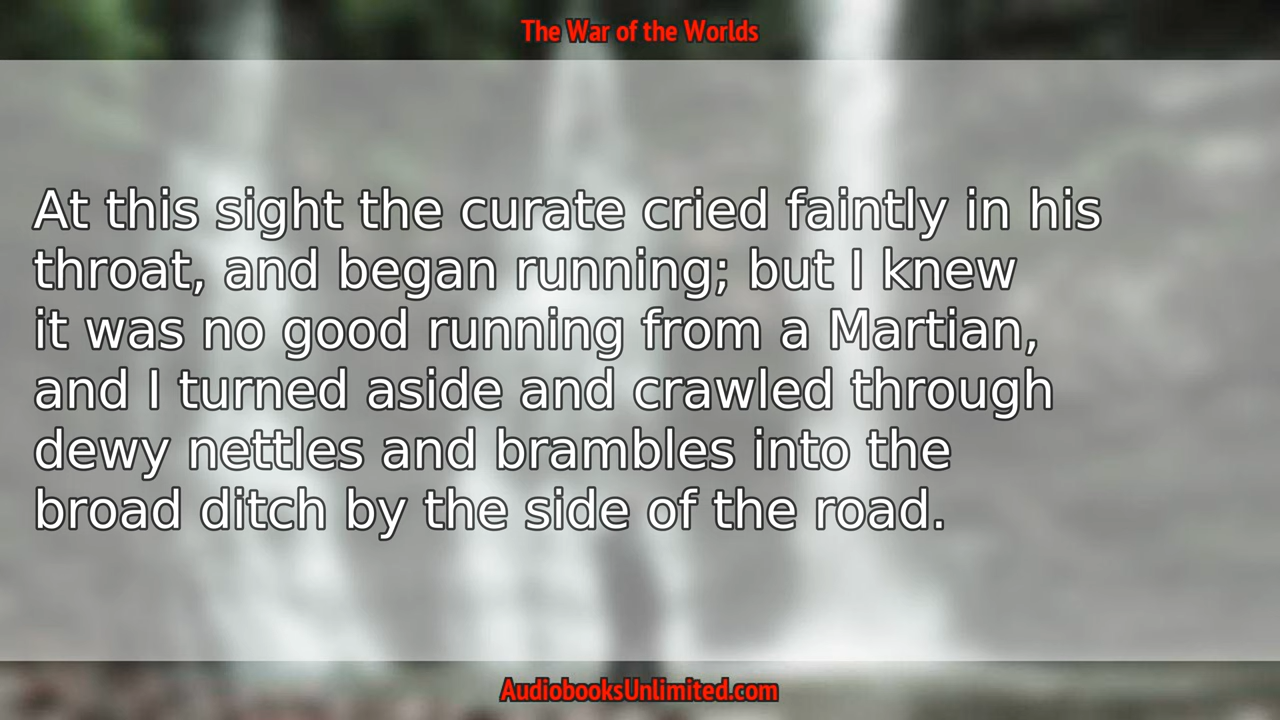 The War of the Worlds
At this sight the curate cried faintly in his
throat, and began running; but I knew
it was no good running from a Martian,
and I turned aside and crawled through
dewy nettles and brambles into the
broad ditch by the side of the road.
AudiobooksUnlimited.com